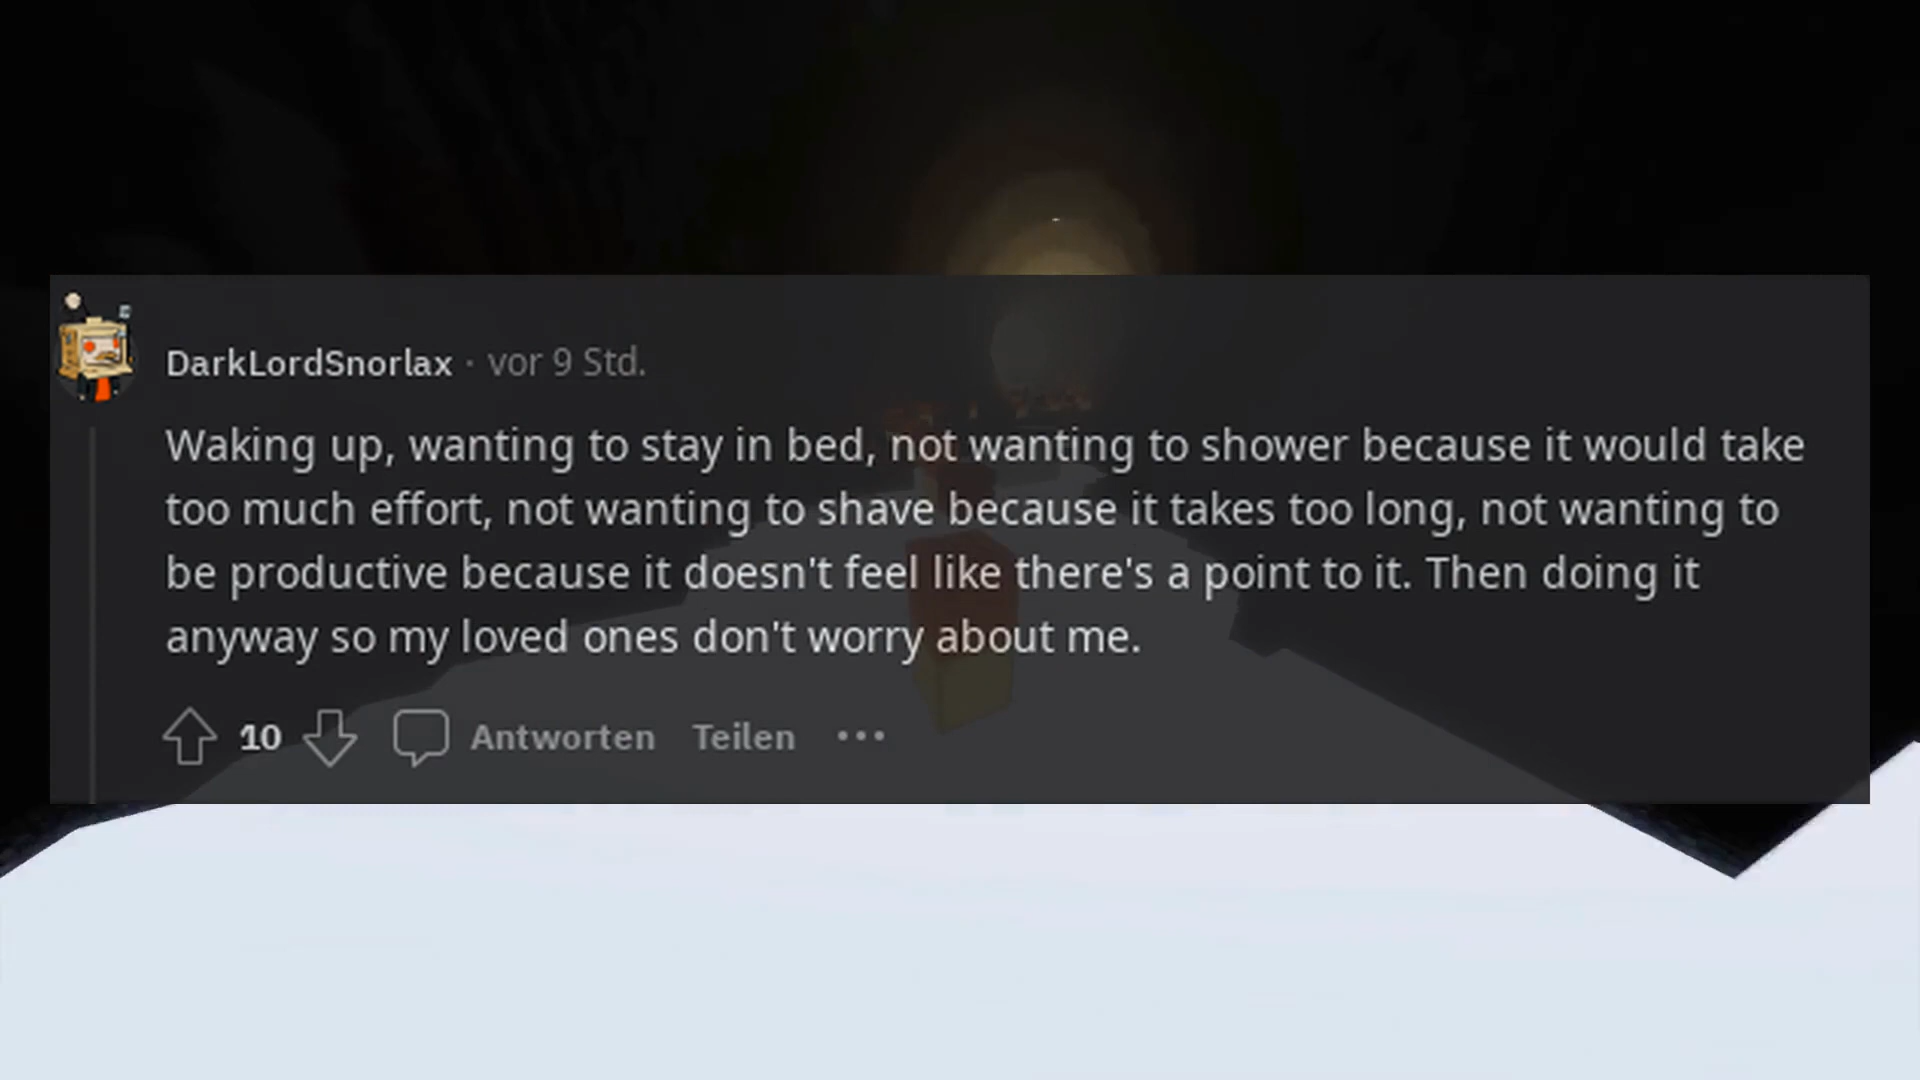 DarkLordSnorlax · vor 9 Std.
Waking up, wanting to stay in bed, not wanting to shower because it would take
too much effort, not wanting to shave because it takes too long, not wanting to
be productive because it doesn't feel like there's a point to it. Then doing it
anyway so my loved ones don't worry about me.
10 Antworten Teilen •••